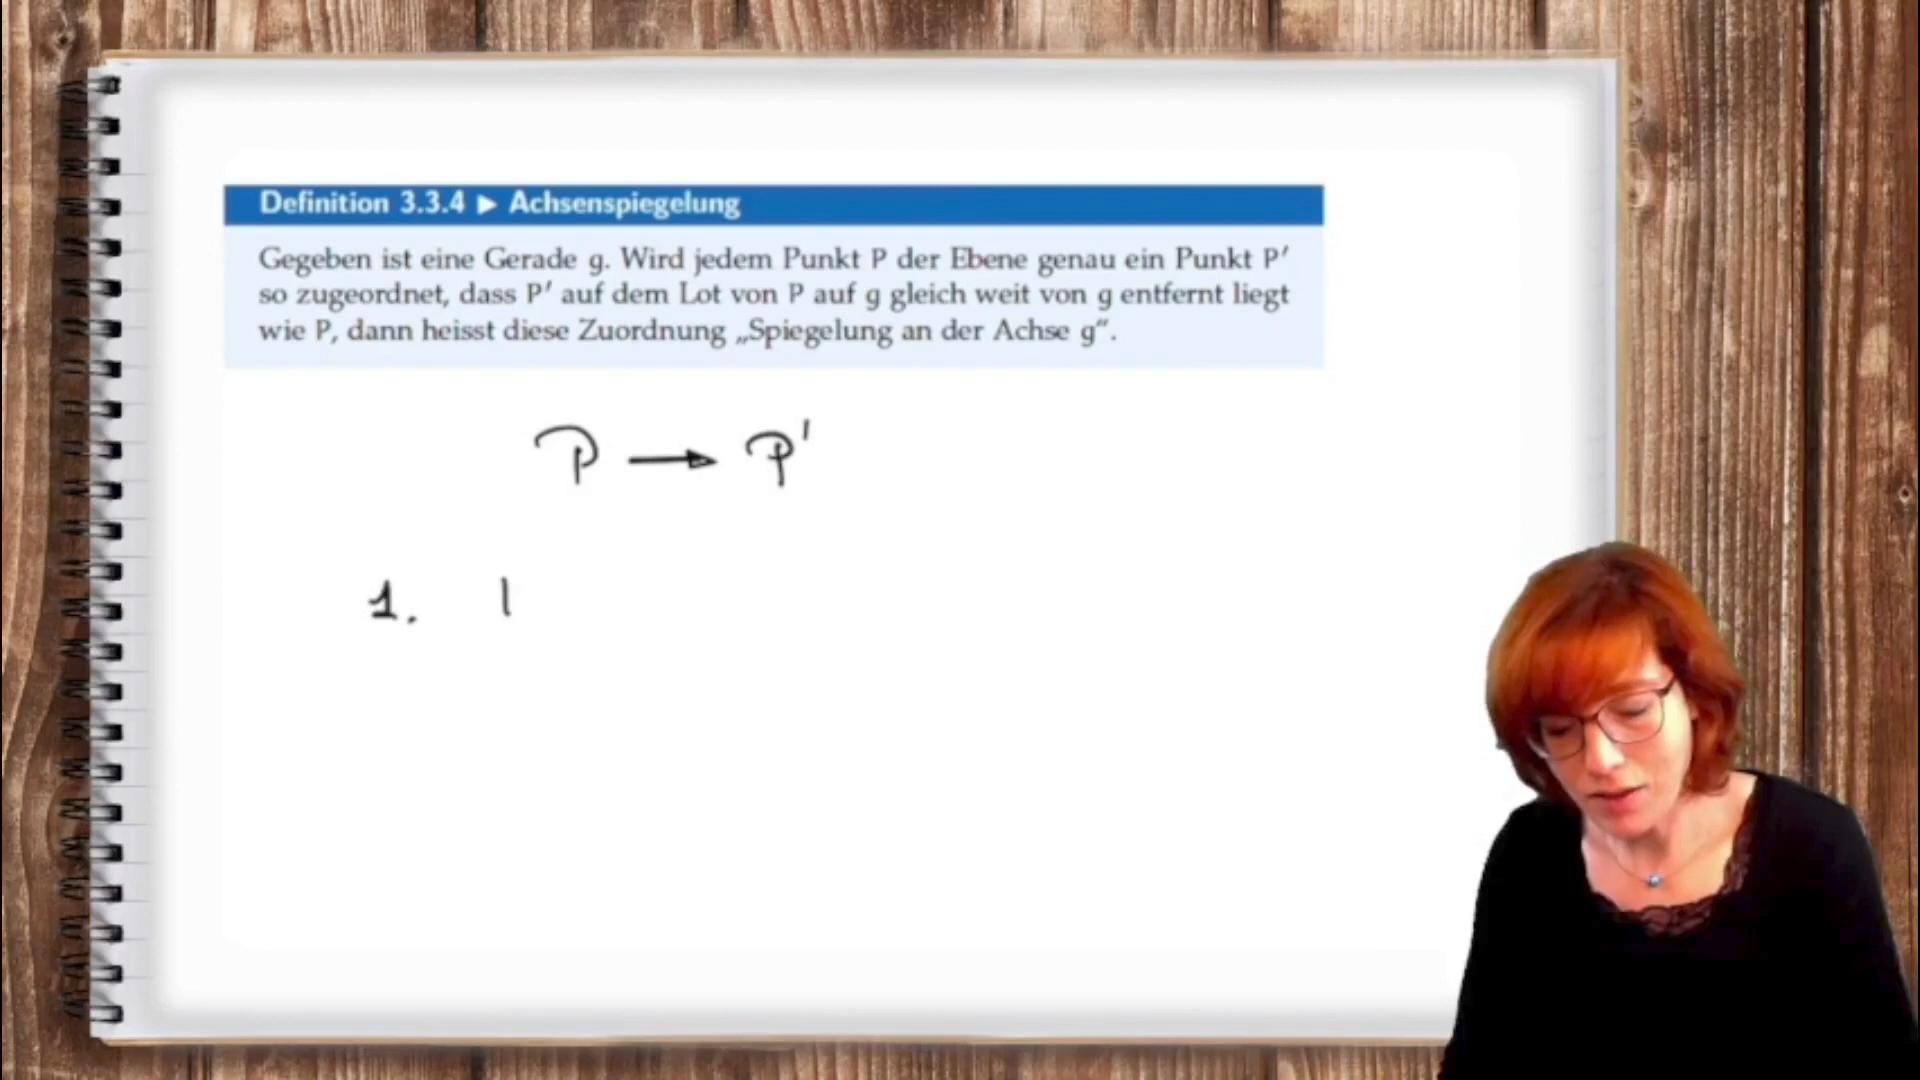 Definition 3.3.4 ▶ Achsenspiegelung
Gegeben ist eine Gerade g. Wird jedem Punkt P der Ebene genau ein Punkt P′
so zugeordnet, dass P′ auf dem Lot von P auf g gleich weit von g entfernt liegt
wie P, dann heisst diese Zuordnung „Spiegelung an der Achse g“.
P → P′
1. |